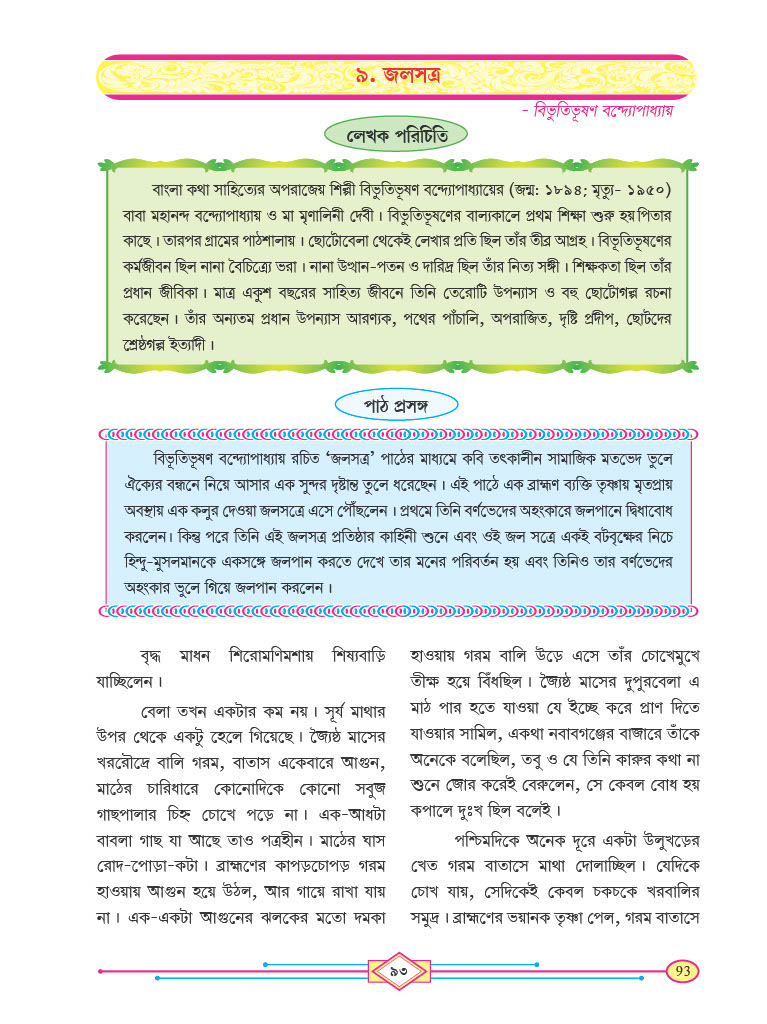 ৯. জলসত্র
- বিভুতিভূষণ বন্দ্যোপাধ্যায়
লেখক পরিচিতি
বাংলা কথা সাহিত্যের অপরাজেয় শিল্পী বিভুতিভূষণ বন্দ্যোপাধ্যায়ের (জন্ম: ১৮৯৪; মৃত্যু- ১৯৫০)
বাবা মহানন্দ বন্দ্যোপাধ্যায় ও মা মৃণালিনী দেবী। বিভুতিভূষণের বাল্যকালে প্রথম শিক্ষা শুরু হয় পিতার
কাছে। তারপর গ্রামের পাঠশালায়। ছোটোবেলা থেকেই লেখার প্রতি ছিল তাঁর তীব্র আগ্রহ। বিভূতিভূষণের
কর্মজীবন ছিল নানা বৈচিত্র্যে ভরা। নানা উত্থান-পতন ও দারিদ্র ছিল তাঁর নিত্য সঙ্গী। শিক্ষকতা ছিল তাঁর
প্রধান জীবিকা। মাত্র একুশ বছরের সাহিত্য জীবনে তিনি তেরোটি উপন্যাস ও বহু ছোটোগল্প রচনা
করেছেন। তাঁর অন্যতম প্রধান উপন্যাস আরণ্যক, পথের পাঁচালি, অপরাজিত, দৃষ্টি প্রদীপ, ছোটদের
শ্রেষ্ঠগল্প ইত্যাদী।
পাঠ প্রসঙ্গ
বিভূতিভূষণ বন্দ্যোপাধ্যায় রচিত ‘জলসত্র’ পাঠের মাধ্যমে কবি তৎকালীন সামাজিক মতভেদ ভুলে
ঐক্যের বন্ধনে নিয়ে আসার এক সুন্দর দৃষ্টান্ত তুলে ধরেছেন। এই পাঠে এক ব্রাহ্মণ ব্যক্তি তৃষ্ণায় মৃতপ্রায়
অবস্থায় এক কলুর দেওয়া জলসত্রে এসে পৌঁছলেন। প্রথমে তিনি বর্ণভেদের অহংকারে জলপানে দ্বিধাবোধ
করলেন। কিন্তু পরে তিনি এই জলসত্র প্রতিষ্ঠার কাহিনী শুনে এবং ওই জল সত্রে একই বটবৃক্ষের নিচে
হিন্দু-মুসলমানকে একসঙ্গে জলপান করতে দেখে তার মনের পরিবর্তন হয় এবং তিনিও তার বর্ণভেদের
অহংকার ভুলে গিয়ে জলপান করলেন।
বৃদ্ধ মাধন শিরোমণিমশায় শিষ্যবাড়ি
যাচ্ছিলেন।
বেলা তখন একটার কম নয়। সূর্য মাথার
উপর থেকে একটু হেলে গিয়েছে। জ্যৈষ্ঠ মাসের
খররৌদ্রে বালি গরম, বাতাস একেবারে আগুন,
মাঠের চারিধারে কোনোদিকে কোনো সবুজ
গাছপালার চিহ্ন চোখে পড়ে না। এক-আধটা
বাবলা গাছ যা আছে তাও পত্রহীন। মাঠের ঘাস
রোদ-পোড়া-কটা। ব্রাহ্মণের কাপড়চোপড় গরম
হাওয়ায় আগুন হয়ে উঠল, আর গায়ে রাখা যায়
না। এক-একটা আগুনের ঝলকের মতো দমকা
হাওয়ায় গরম বালি উড়ে এসে তাঁর চোখেমুখে
তীক্ষ হয়ে বিঁধছিল। জ্যৈষ্ঠ মাসের দুপুরবেলা এ
মাঠ পার হতে যাওয়া যে ইচ্ছে করে প্রাণ দিতে
যাওয়ার সামিল, একথা নবাবগঞ্জের বাজারে তাঁকে
অনেকে বলেছিল, তবু ও যে তিনি কারুর কথা না
শুনে জোর করেই বেরুলেন, সে কেবল বোধ হয়
কপালে দুঃখ ছিল বলেই।
পশ্চিমদিকে অনেক দূরে একটা উলুখড়ের
খেত গরম বাতাসে মাথা দোলাচ্ছিল। যেদিকে
চোখ যায়, সেদিকেই কেবল চকচকে খরবালির
সমুদ্র। ব্রাহ্মণের ভয়ানক তৃষ্ণা পেল, গরম বাতাসে
৯৩
93